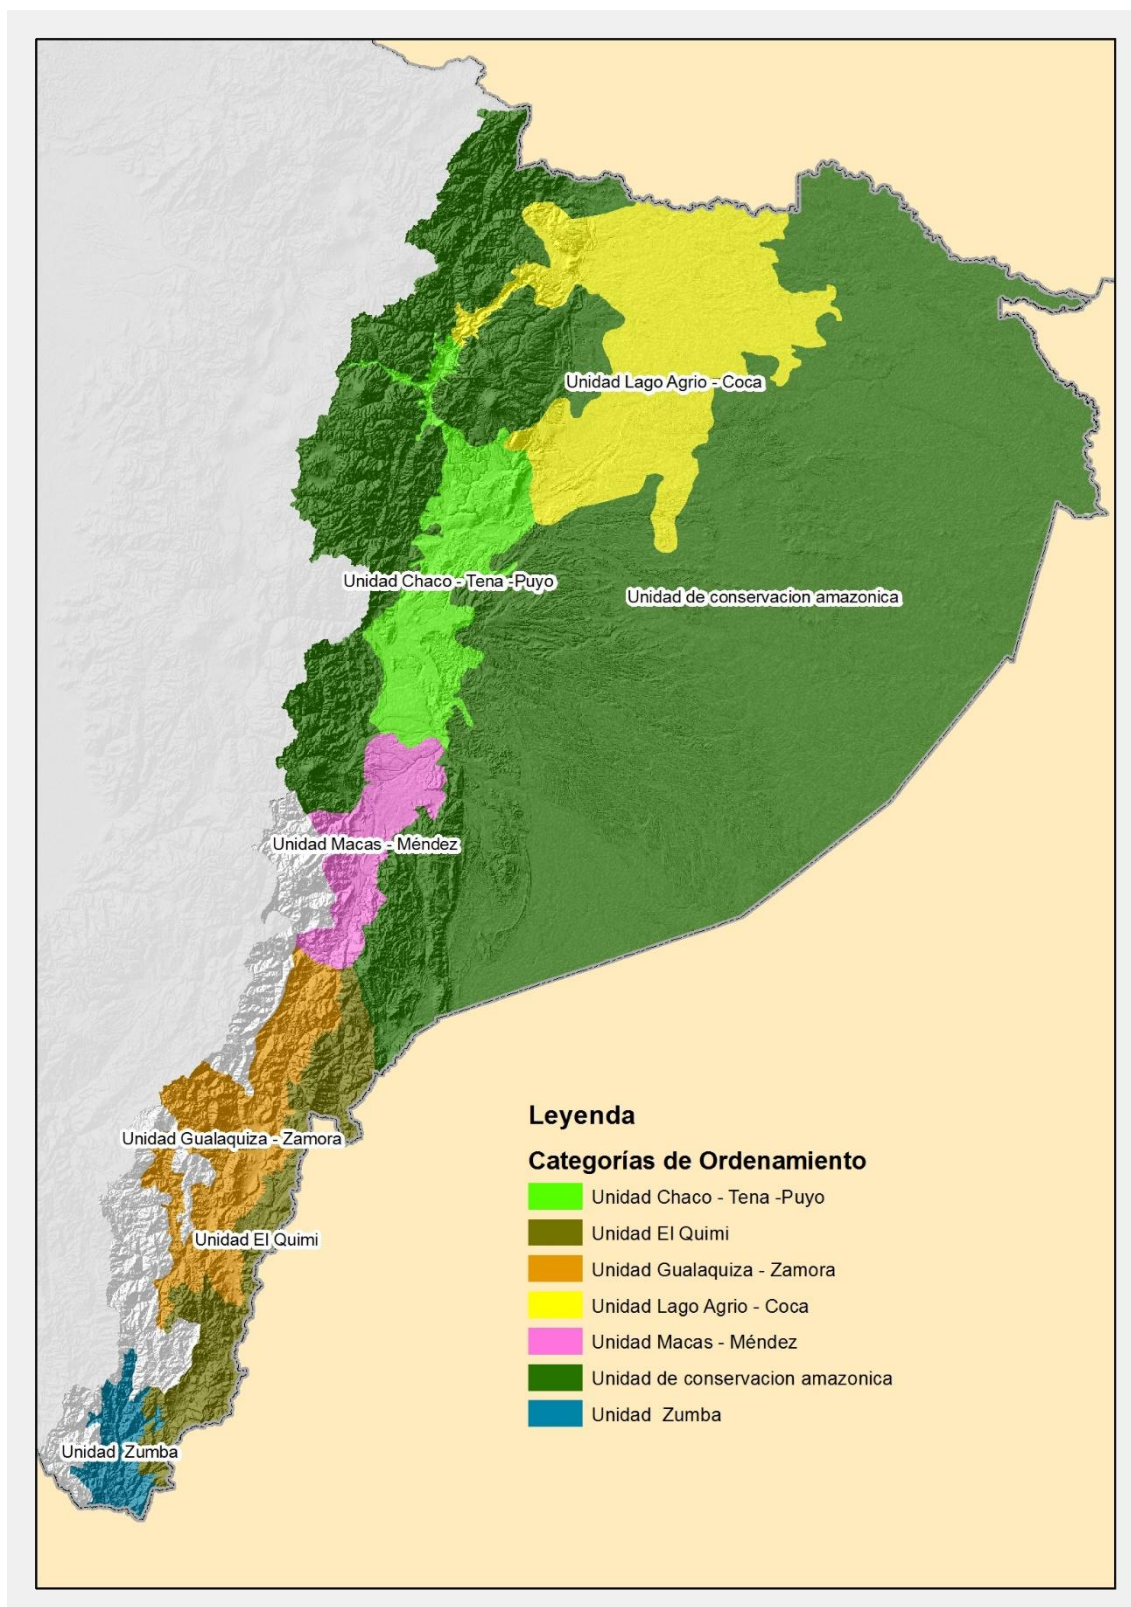 Unidad Lago Agrio - Coca
Unidad Chaco - Tena -Puyo
Unidad de conservacion amazonica
Unidad Macas - Méndez
Unidad Gualaquiza - Zamora
Unidad El Quimi
Unidad  Zumba
Leyenda
Categorías de Ordenamiento
Unidad Chaco - Tena -Puyo
Unidad El Quimi
Unidad Gualaquiza - Zamora
Unidad Lago Agrio - Coca
Unidad Macas - Méndez
Unidad de conservacion amazonica
Unidad  Zumba